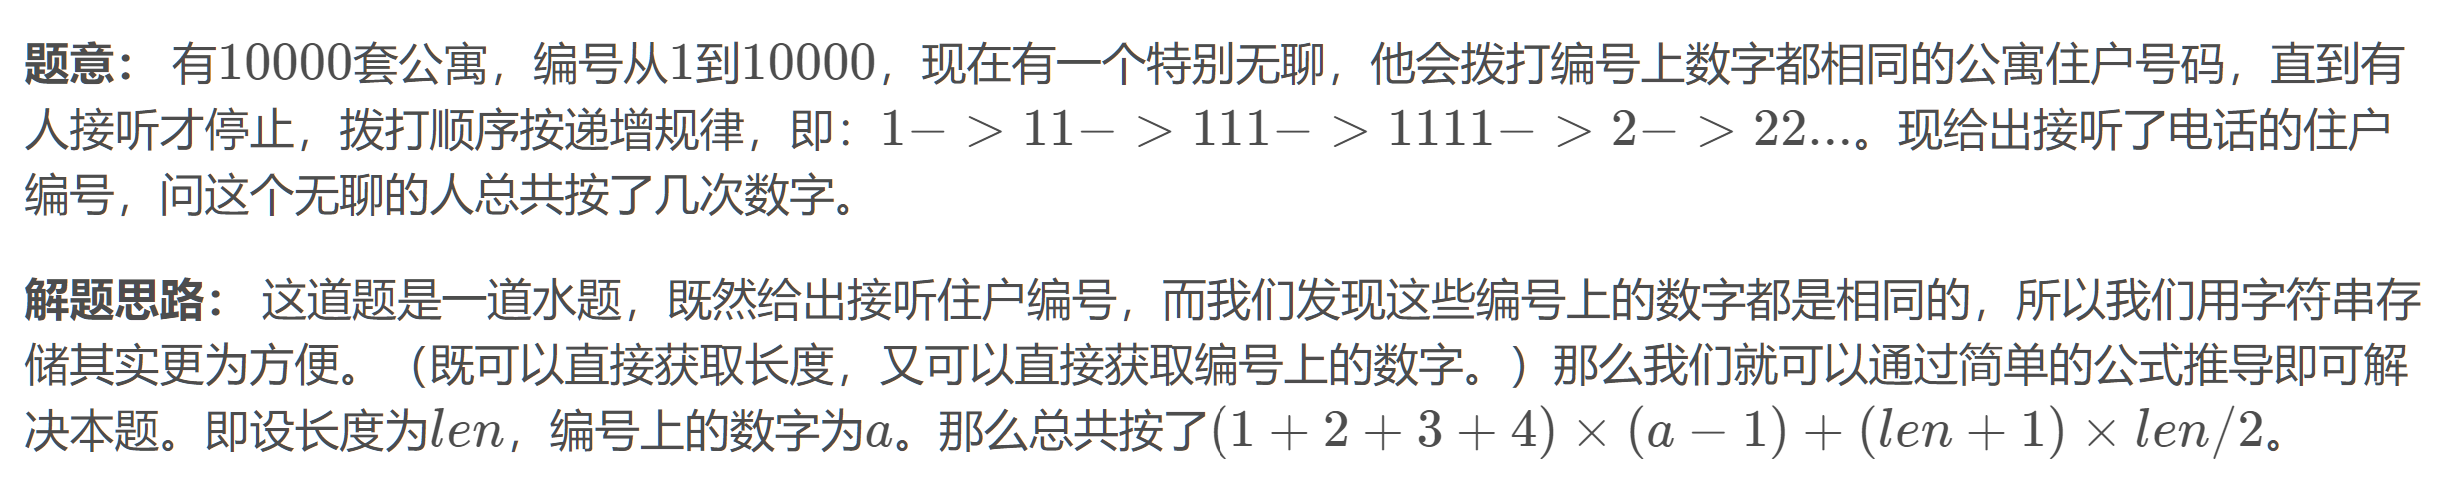 题意： 有10000套公寓，编号从1到10000，现在有一个特别无聊，他会拨打编号上数字都相同的公寓住户号码，直到有
人接听才停止，拨打顺序按递增规律，即：1− > 11− > 111− > 1111− > 2− > 22...。现给出接听了电话的住户
编号，问这个无聊的人总共按了几次数字。
解题思路： 这道题是一道水题，既然给出接听住户编号，而我们发现这些编号上的数字都是相同的，所以我们用字符串存
储其实更为方便。（既可以直接获取长度，又可以直接获取编号上的数字。）那么我们就可以通过简单的公式推导即可解
决本题。即设长度为len，编号上的数字为a。那么总共按了(1 + 2 + 3 + 4) × (a − 1) + (len + 1) × len/2。